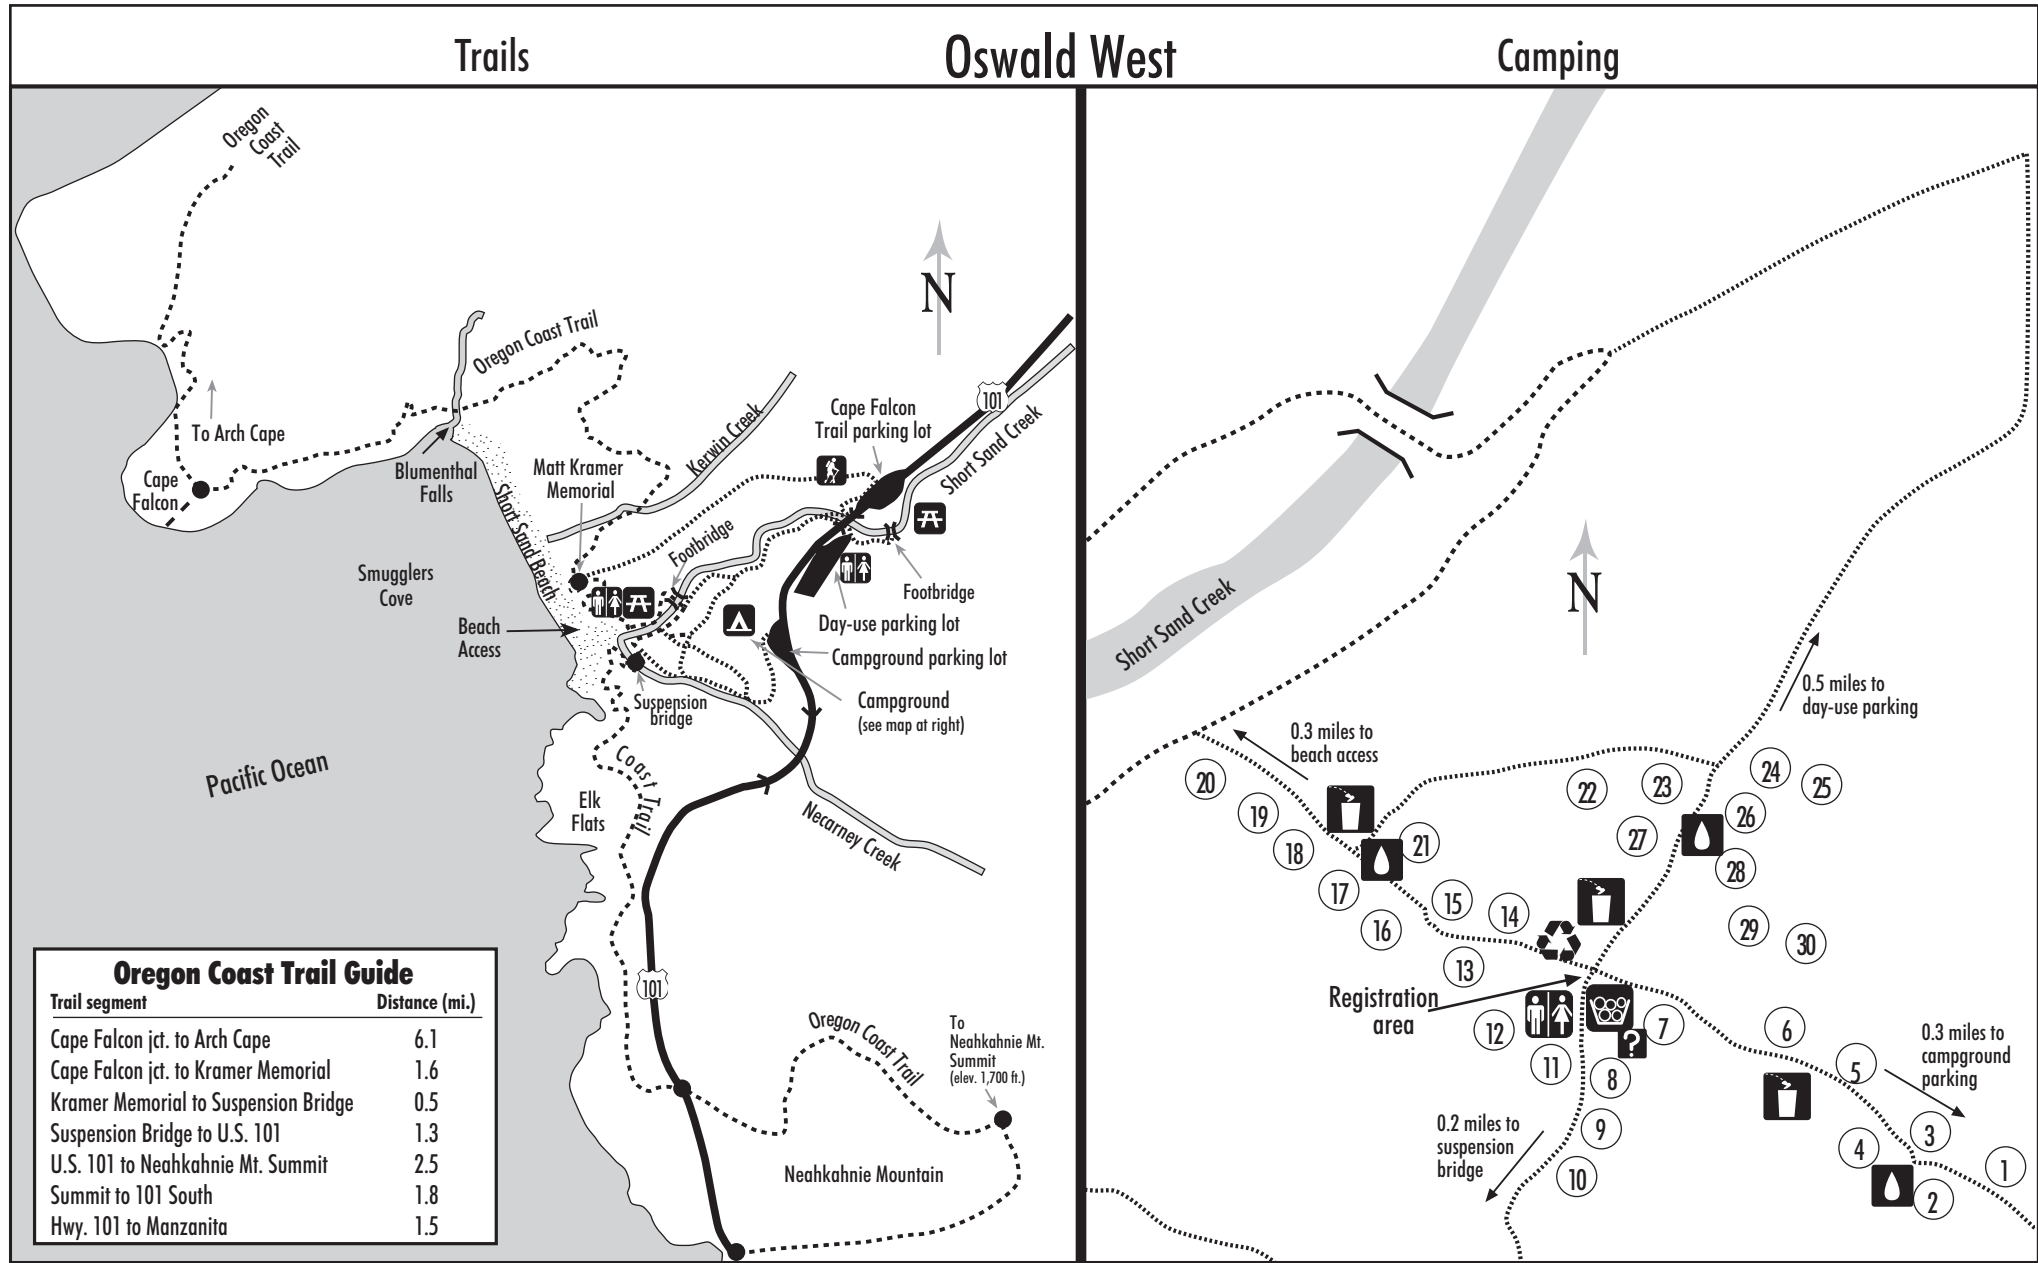 Trails
Oswald West
Camping
Oregon
Coast
Trail
Oregon Coast Trail
To Arch Cape
Cape
Falcon
Blumenthal
Falls
Matt Kramer
Memorial
Kerwin Creek
Cape Falcon
Trail parking lot
101
Short Sand Creek
N
Short Sand Beach
Footbridge
Footbridge
Smugglers
Cove
Beach
Access
Day-use parking lot
Campground parking lot
Campground
(see map at right)
Suspension
bridge
Pacific Ocean
Coast Trail
Elk
Flats
Necarney Creek
101
Oregon Coast Trail
To
Neahkahnie Mt.
Summit
(elev. 1,700 ft.)
Neahkahnie Mountain
Oregon Coast Trail Guide
Trail segment Distance (mi.)
Cape Falcon jct. to Arch Cape 6.1
Cape Falcon jct. to Kramer Memorial 1.6
Kramer Memorial to Suspension Bridge 0.5
Suspension Bridge to U.S. 101 1.3
U.S. 101 to Neahkahnie Mt. Summit 2.5
Summit to 101 South 1.8
Hwy. 101 to Manzanita 1.5
Short Sand Creek
N
0.5 miles to
day-use parking
0.3 miles to
beach access
20
19
18
17
16
21
15
14
13
22
23
24
25
26
27
28
29
30
Registration
area
12
11
?
7
8
9
10
6
5
4
3
2
1
0.3 miles to
campground
parking
0.2 miles to
suspension
bridge